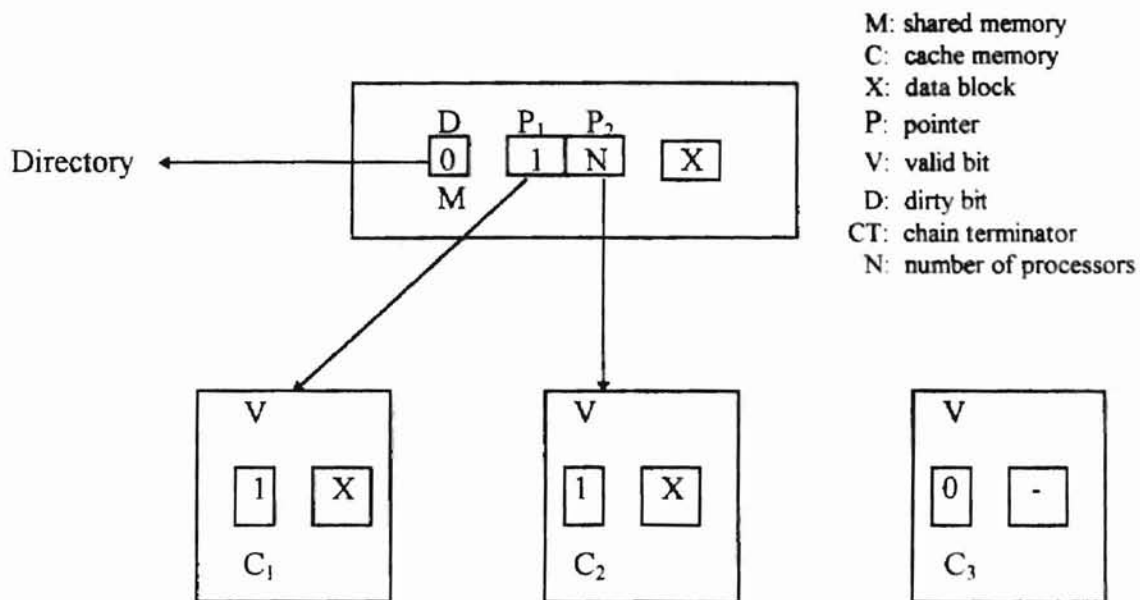 M: shared memory
C: cache memory
X: data block
P: pointer
V: valid bit
D: dirty bit
CT: chain terminator
N: number of processors
D P₁ P₂
Directory 0 1 N X
M
V V V
1 X 1 X 0 -
C₁ C₂ C₃